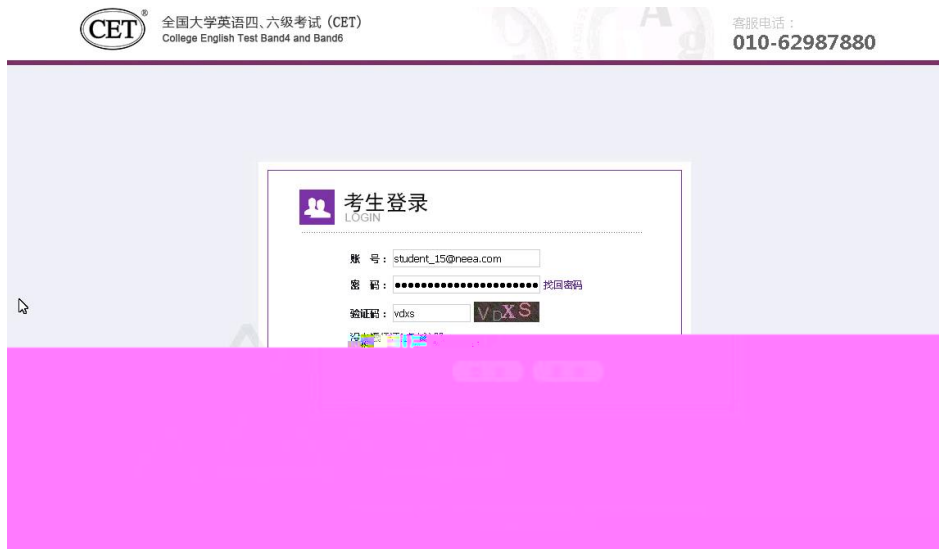 CET®
全国大学英语四、六级考试（CET）
College English Test Band4 and Band6
客服电话：
010-62987880
考生登录
LOGIN
账 号： student_15@neea.com
密 码： ●●●●●●●●●●●●●●●●●●●●●●● 找回密码
验证码： vdxs VDXS